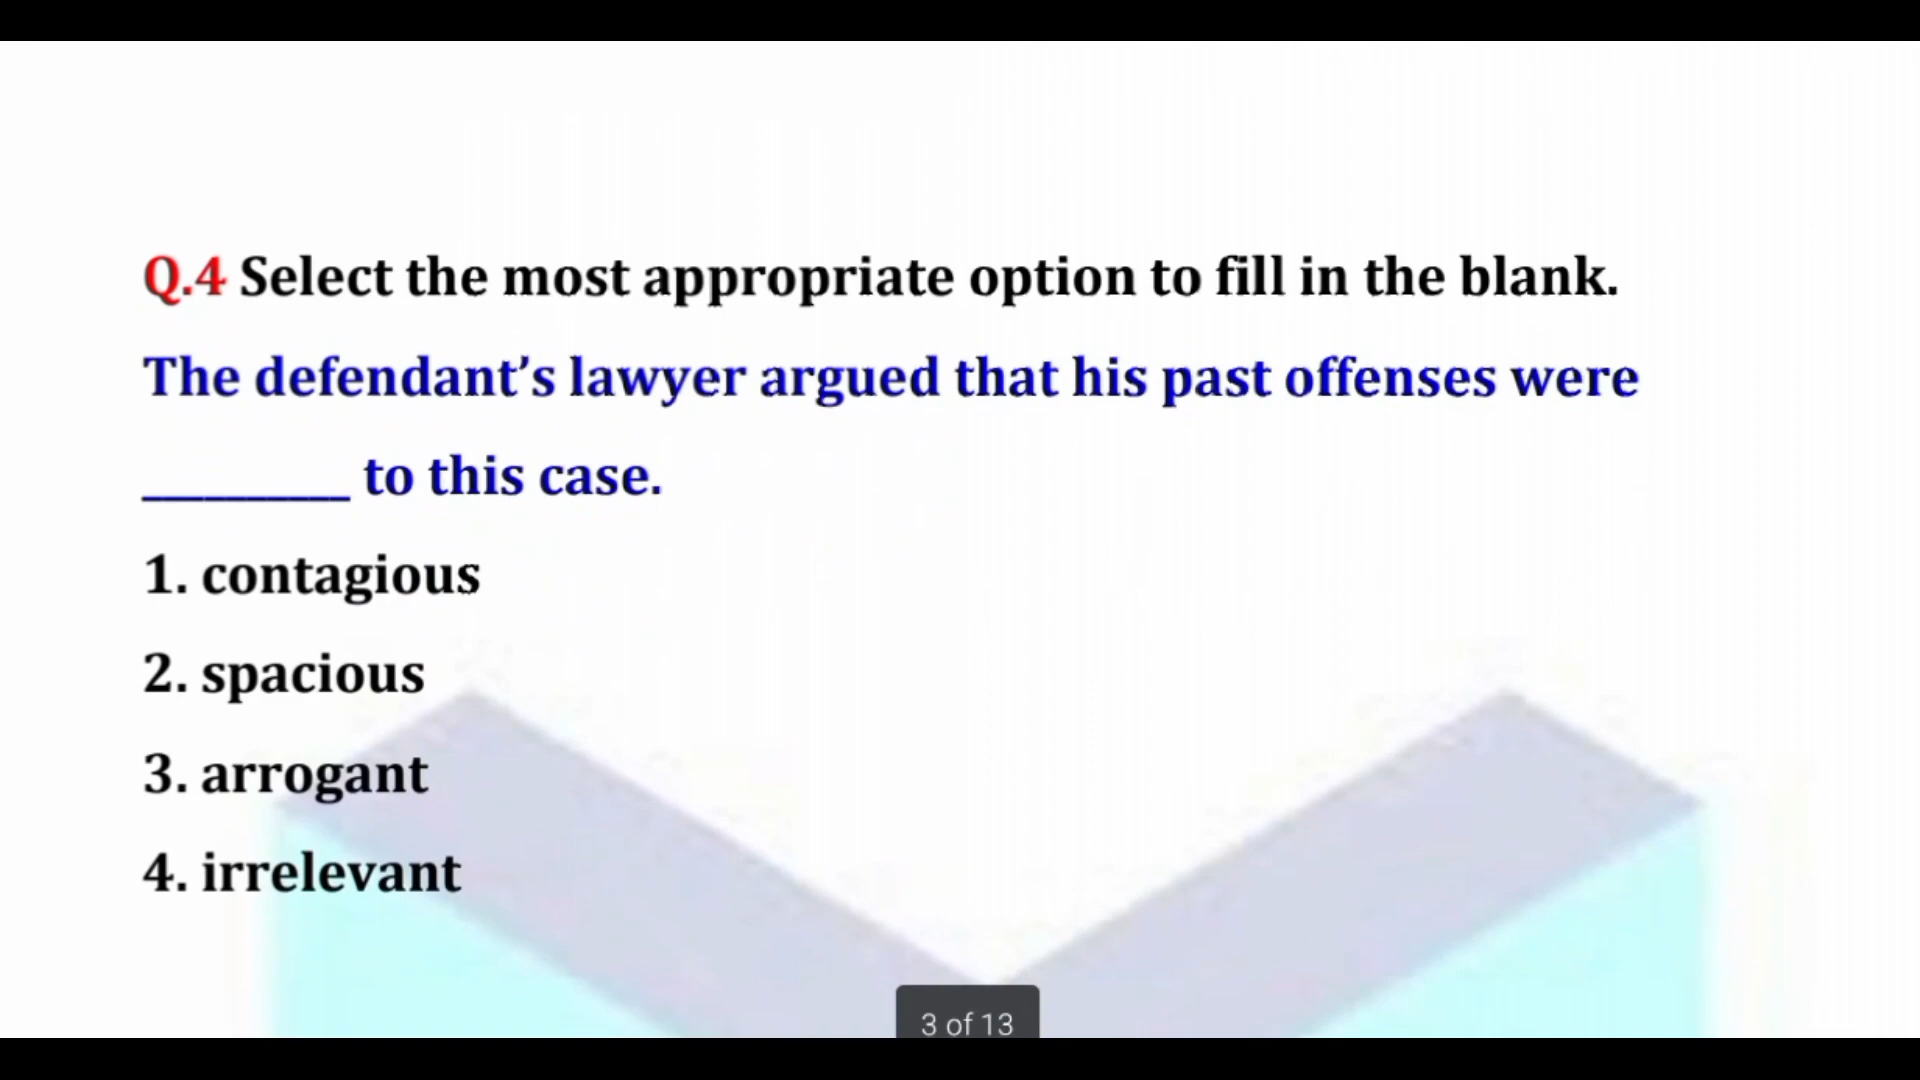 Q.4 Select the most appropriate option to fill in the blank.
The defendant’s lawyer argued that his past offenses were
__________ to this case.
1. contagious
2. spacious
3. arrogant
4. irrelevant
3 of 13